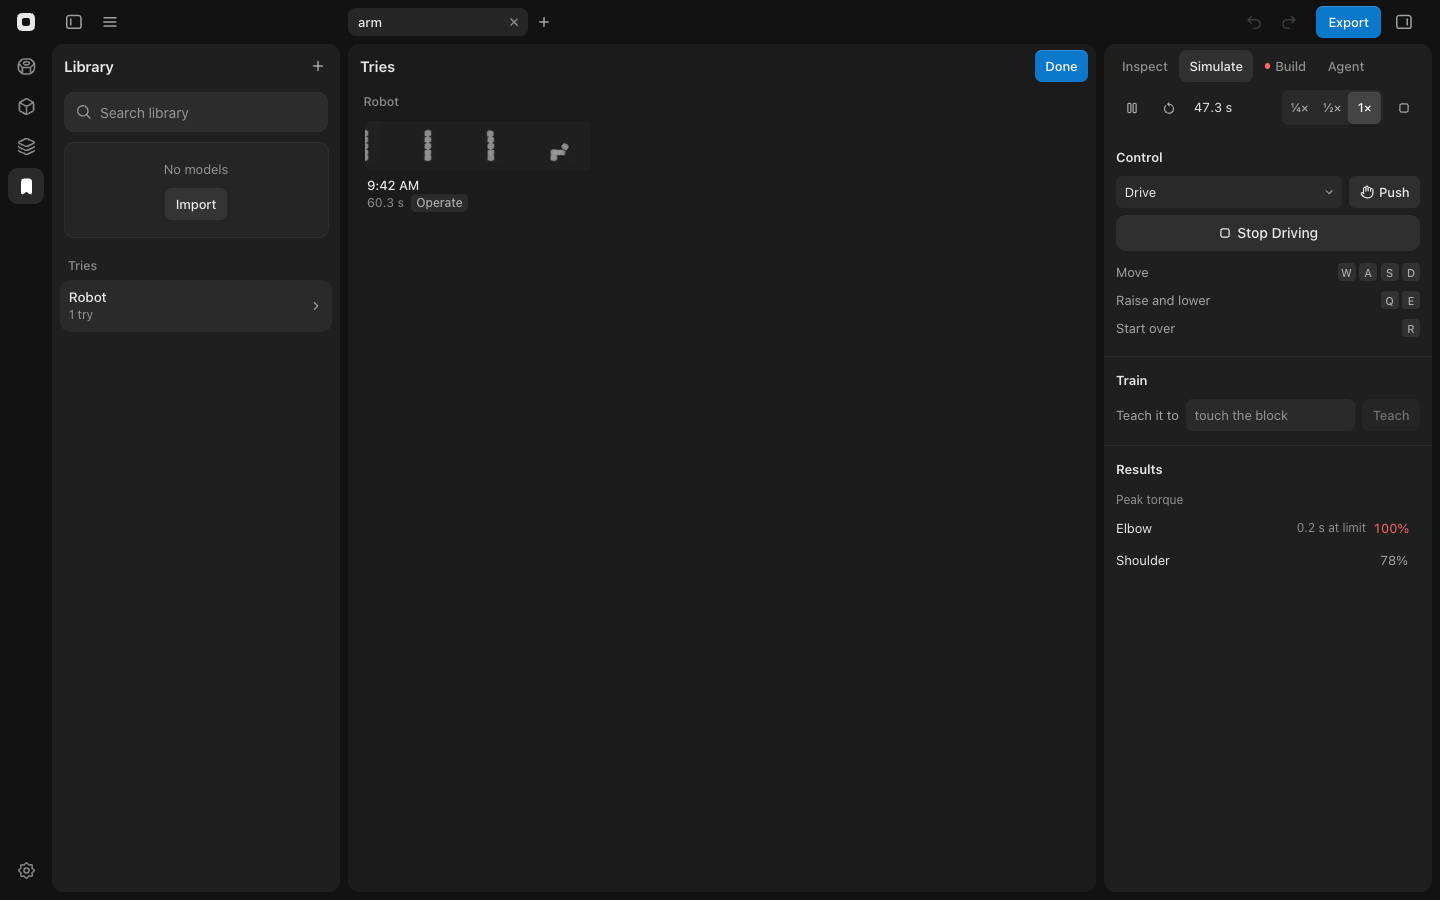 arm
Export
Library
Search library
No models
Import
Tries
Robot
1 try
Tries
Done
Robot
9:42 AM
60.3 s Operate
Inspect Simulate Build Agent
47.3 s ¼× ½× 1×
Control
Drive Push
Stop Driving
Move W A S D
Raise and lower Q E
Start over R
Train
Teach it to touch the block Teach
Results
Peak torque
Elbow 0.2 s at limit 100%
Shoulder 78%